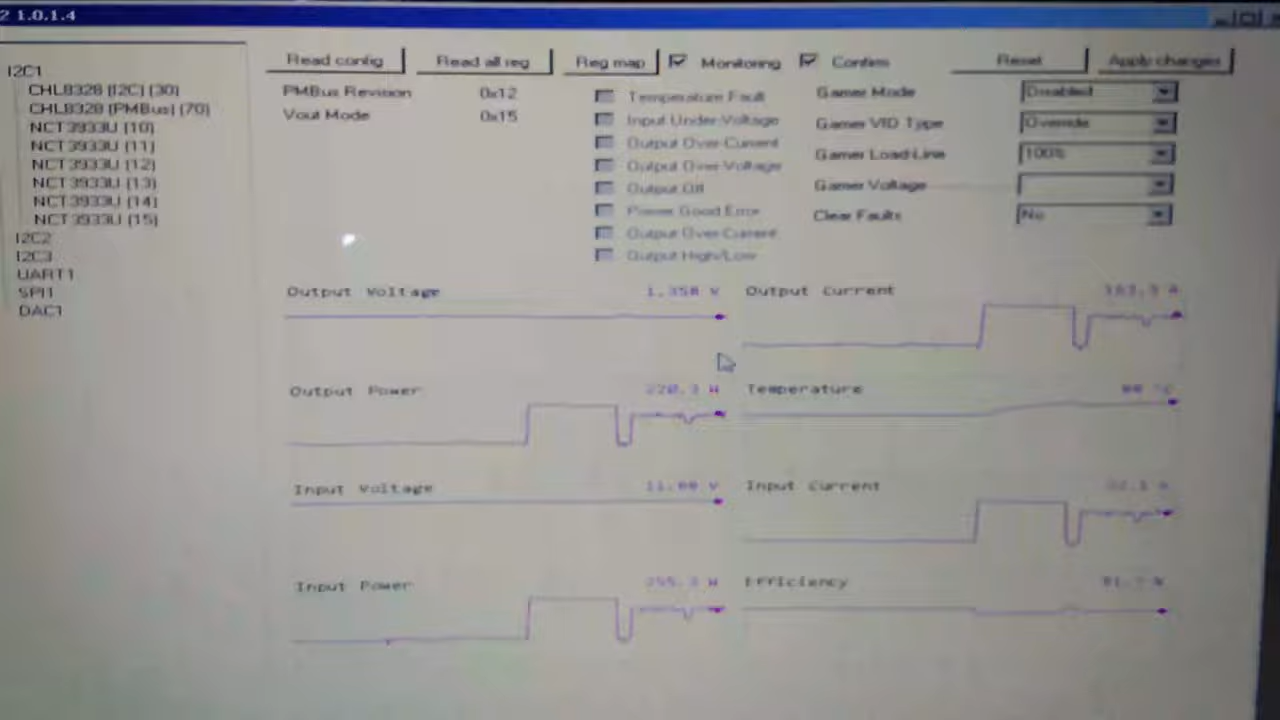 2 1.0.1.4
I2C1
CHL8328 (I2C) (30)
CHL8328 (PMBus) (70)
NCT3933U (10)
NCT3933U (11)
NCT3933U (12)
NCT3933U (13)
NCT3933U (14)
NCT3933U (15)
I2C2
I2C3
UART1
SPI1
DAC1
Read config
Read all reg
Reg map
Monitoring
Confirm
Reset
Apply changes
PMBus Revision 0x12
Vout Mode 0x15
Temperature Fault
Input Under-Voltage
Output Over-Current
Output Over-Voltage
Output Off
Power Good Error
Output Over-Current
Output High/Low
Gamer Mode Disabled
Gamer VID Type Override
Gamer Load-Line 100%
Gamer Voltage
Clear Faults No
Output Voltage 1.358 V
Output Current
Output Power W
Temperature °C
Input Voltage V
Input Current
Input Power W
Efficiency